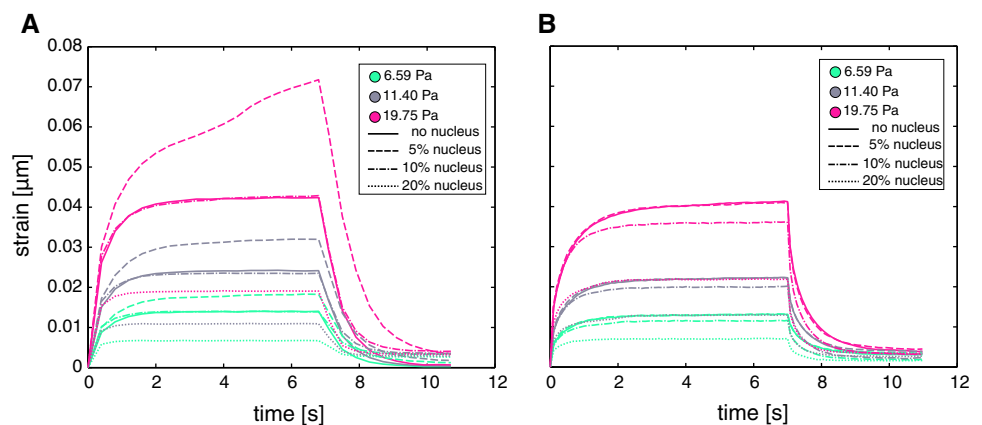 A
B
0.08
0.07
0.06
0.05
0.04
0.03
0.02
0.01
0
strain [µm]
6.59 Pa
11.40 Pa
19.75 Pa
no nucleus
5% nucleus
10% nucleus
20% nucleus
0 2 4 6 8 10 12
time [s]
6.59 Pa
11.40 Pa
19.75 Pa
no nucleus
5% nucleus
10% nucleus
20% nucleus
0 2 4 6 8 10 12
time [s]